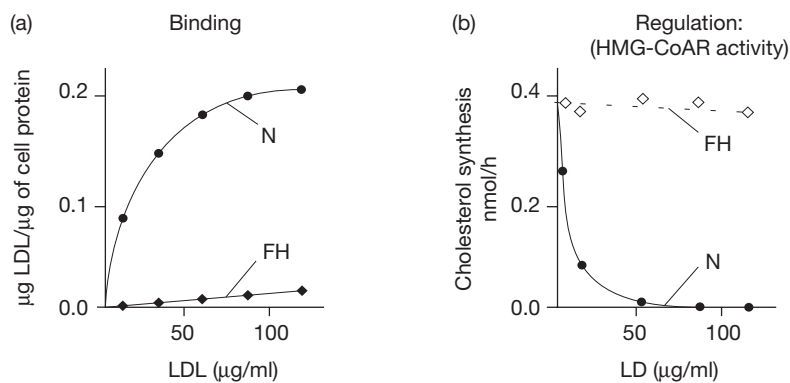 (a)
Binding
µg LDL/µg of cell protein
0.2
0.1
0.0
N
FH
50
100
LDL (µg/ml)
(b)
Regulation:
(HMG-CoAR activity)
Cholesterol synthesis
nmol/h
0.4
0.2
0.0
FH
N
50
100
LD (µg/ml)